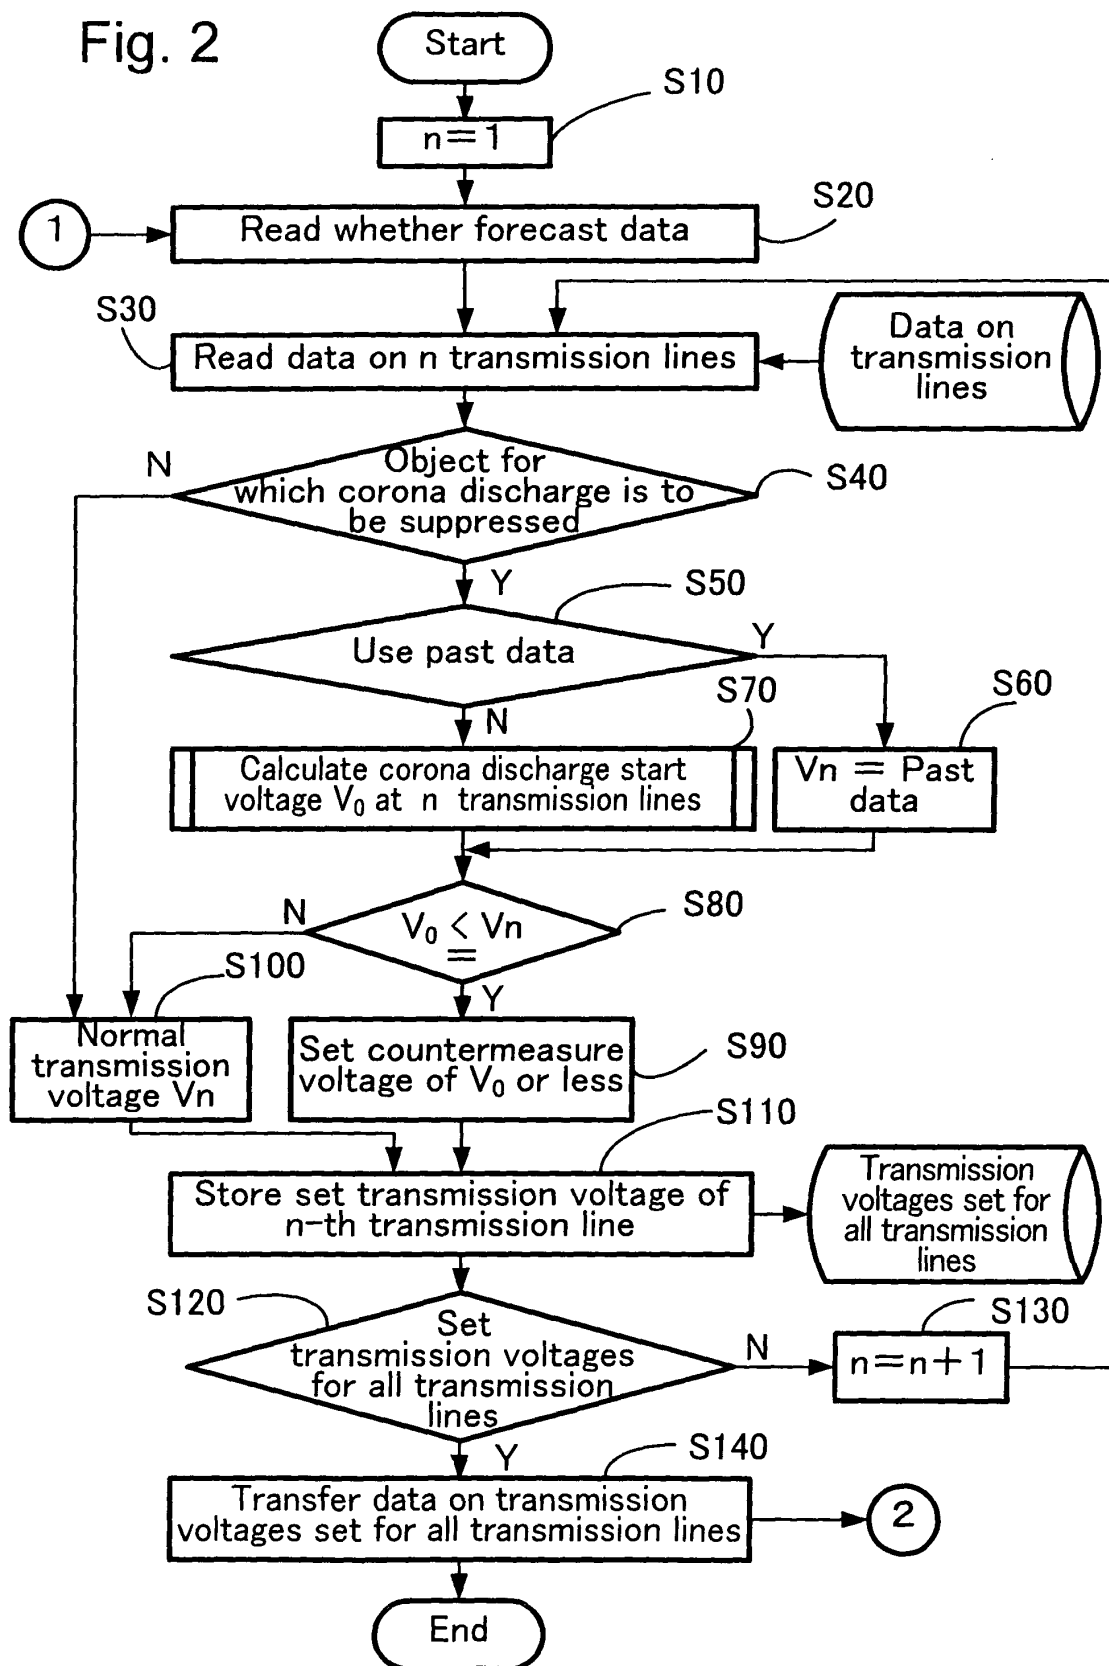 Fig. 2
Start
S10
n=1
S20
1
Read whether forecast data
S30
Read data on n transmission lines
Data on
transmission
lines
N
Object for
which corona discharge is to
be suppressed
S40
Y
S50
Use past data
Y
S70
S60
N
Calculate corona discharge start
voltage V₀ at n transmission lines
Vn = Past
data
N
V₀ ≦ Vn
S80
S100
Y
Normal
transmission
voltage Vn
Set countermeasure
voltage of V₀ or less
S90
S110
Store set transmission voltage of
n-th transmission line
Transmission
voltages set for
all transmission
lines
S120
Set
transmission voltages
for all transmission
lines
N
S130
n=n+1
Y
S140
Transfer data on transmission
voltages set for all transmission lines
2
End